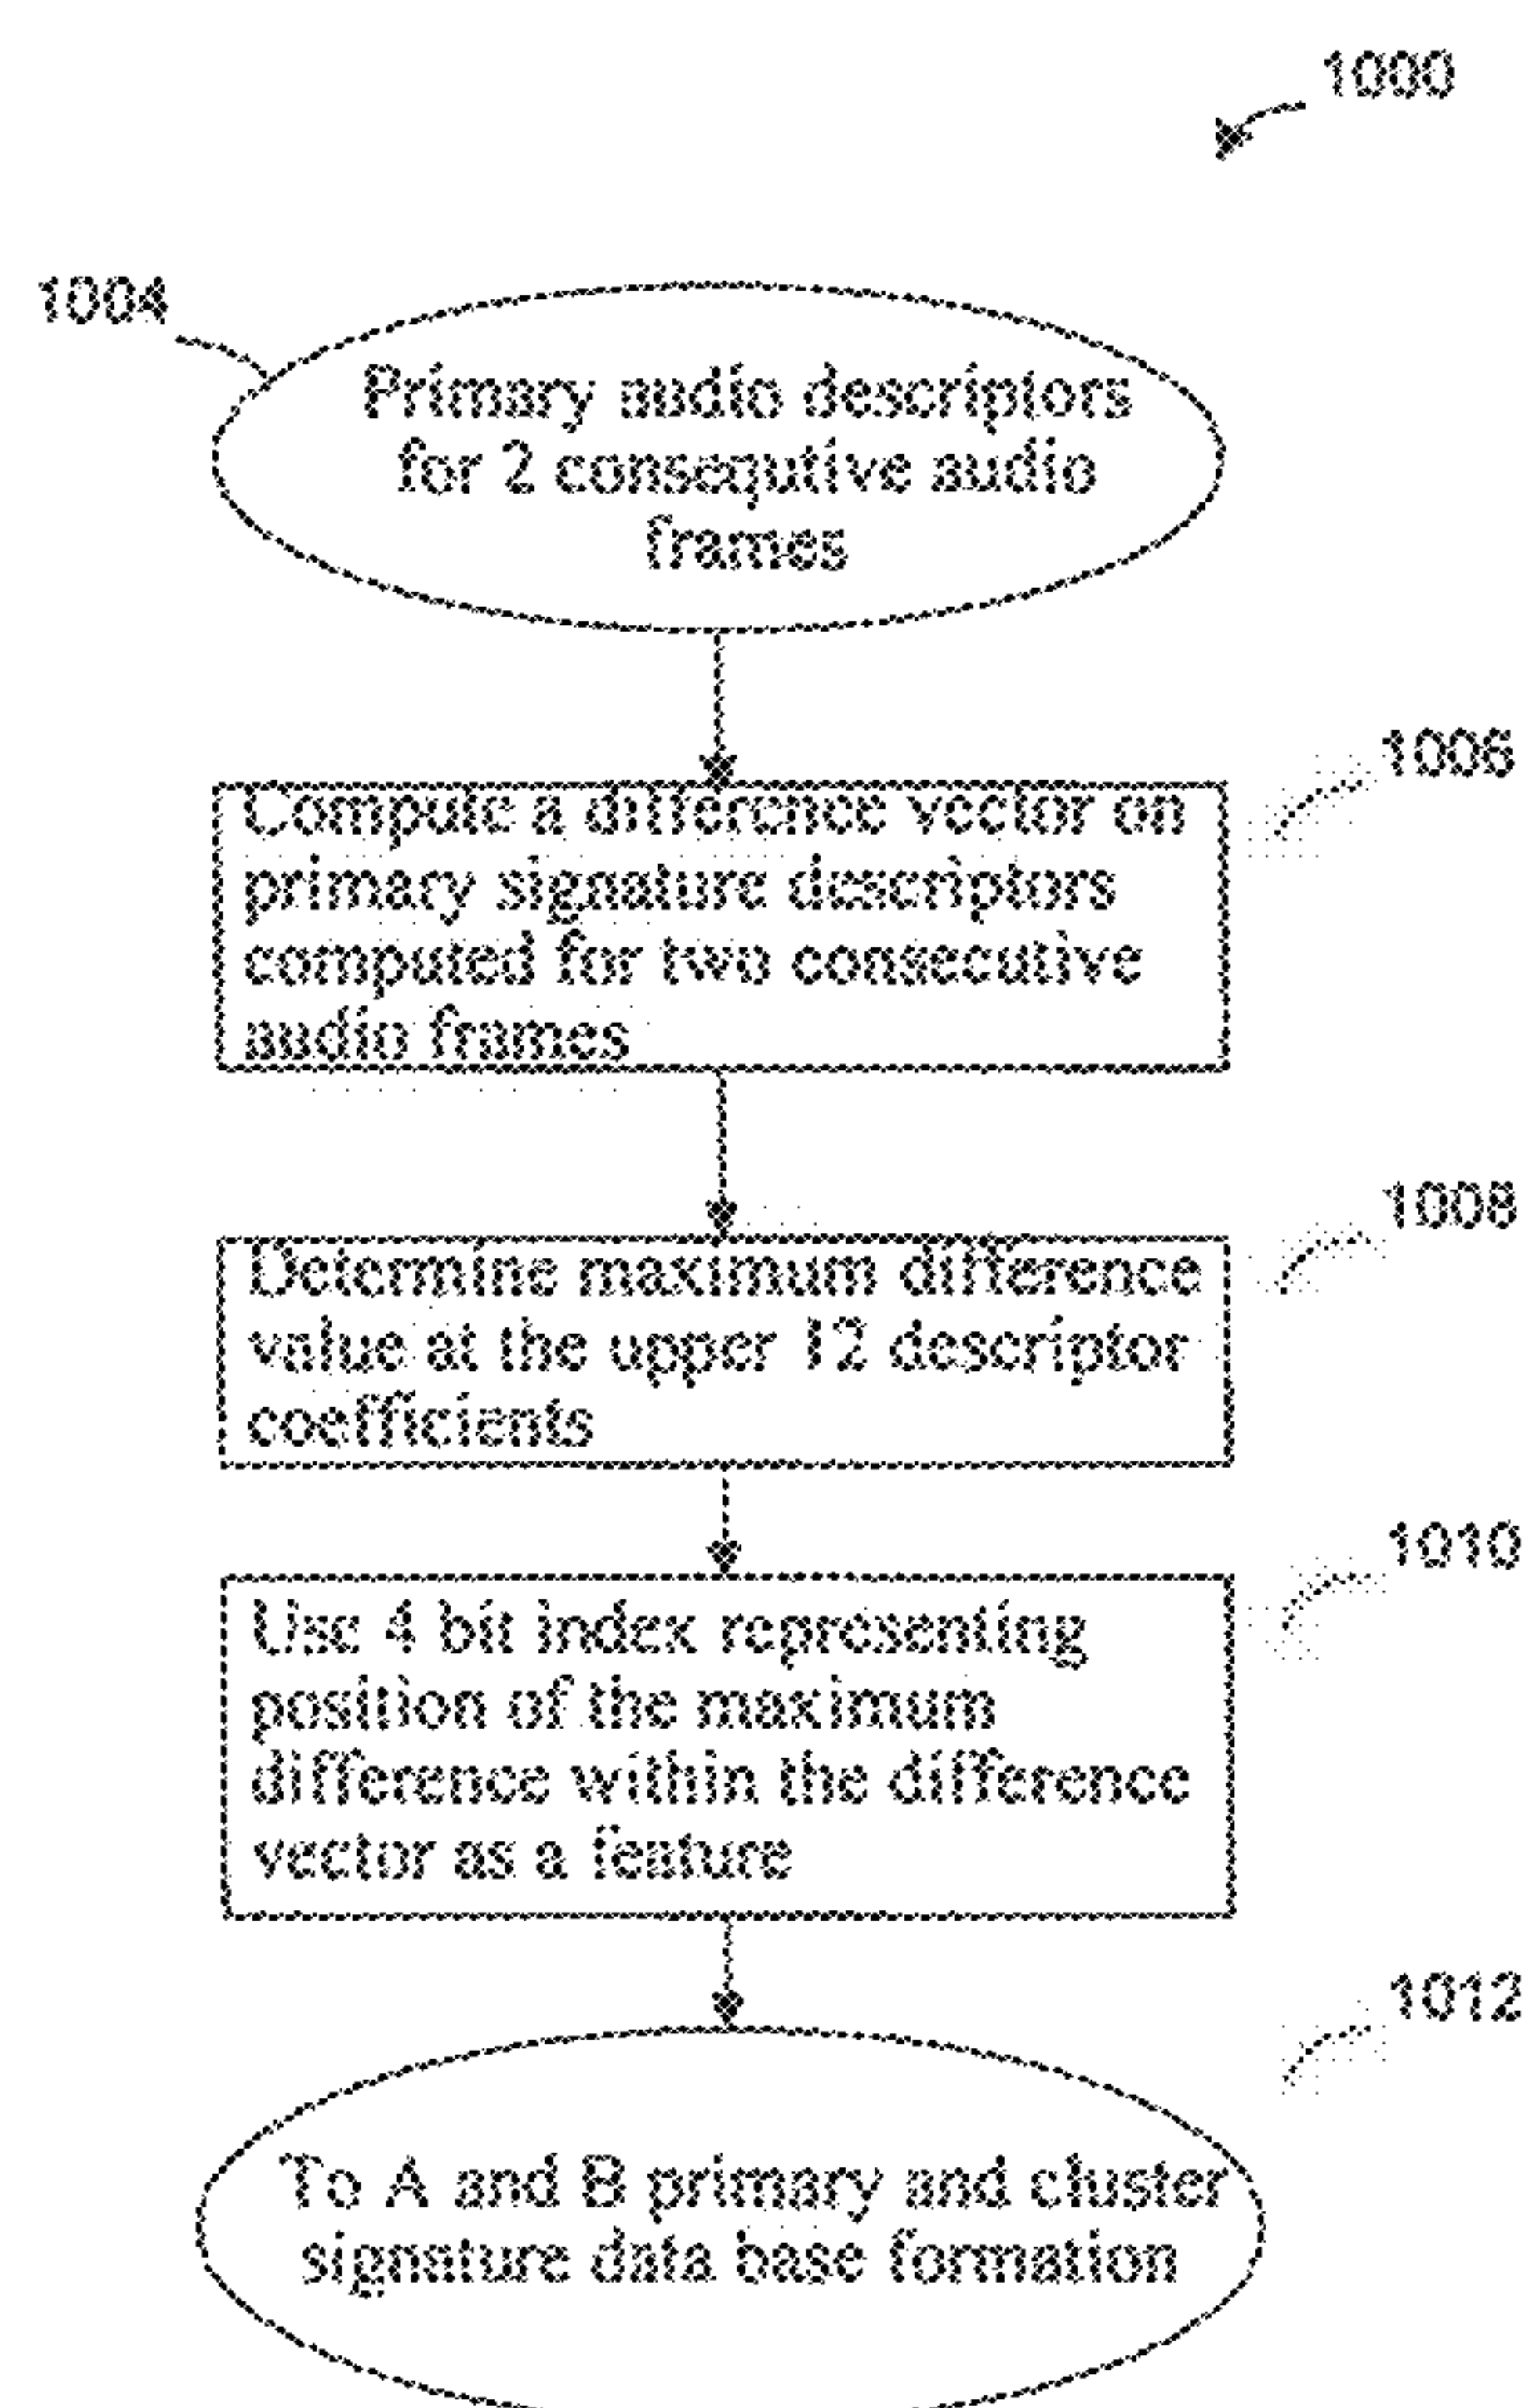 1000
1004
Primary audio descriptors
for 2 consequtive audio
frames
1006
Compute a difference vector on
primary signature descriptors
computed for two consecutive
audio frames
1008
Determine maximum difference
value at the upper 12 descriptor
coefficients
1010
Use 4 bit index representing
position of the maximum
difference within the difference
vector as a feature
1012
To A and B primary and cluster
signature data base formation